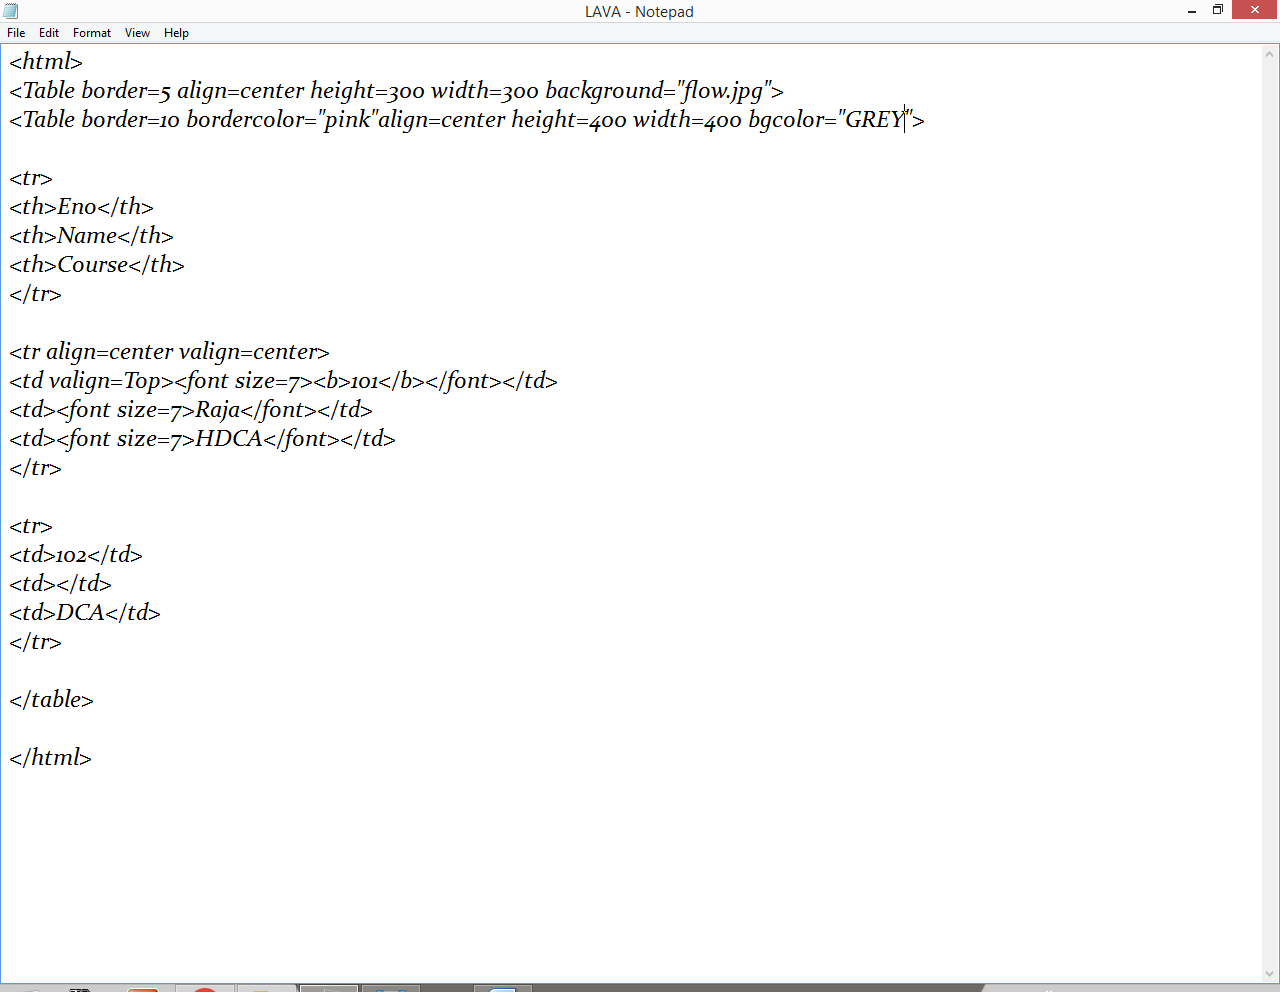 LAVA - Notepad
File Edit Format View Help
<html>
<Table border=5 align=center height=300 width=300 background="flow.jpg">
<Table border=10 bordercolor="pink"align=center height=400 width=400 bgcolor="GREY">
<tr>
<th>Eno</th>
<th>Name</th>
<th>Course</th>
</tr>
<tr align=center valign=center>
<td valign=Top><font size=7><b>101</b></font></td>
<td><font size=7>Raja</font></td>
<td><font size=7>HDCA</font></td>
</tr>
<tr>
<td>102</td>
<td></td>
<td>DCA</td>
</tr>
</table>
</html>